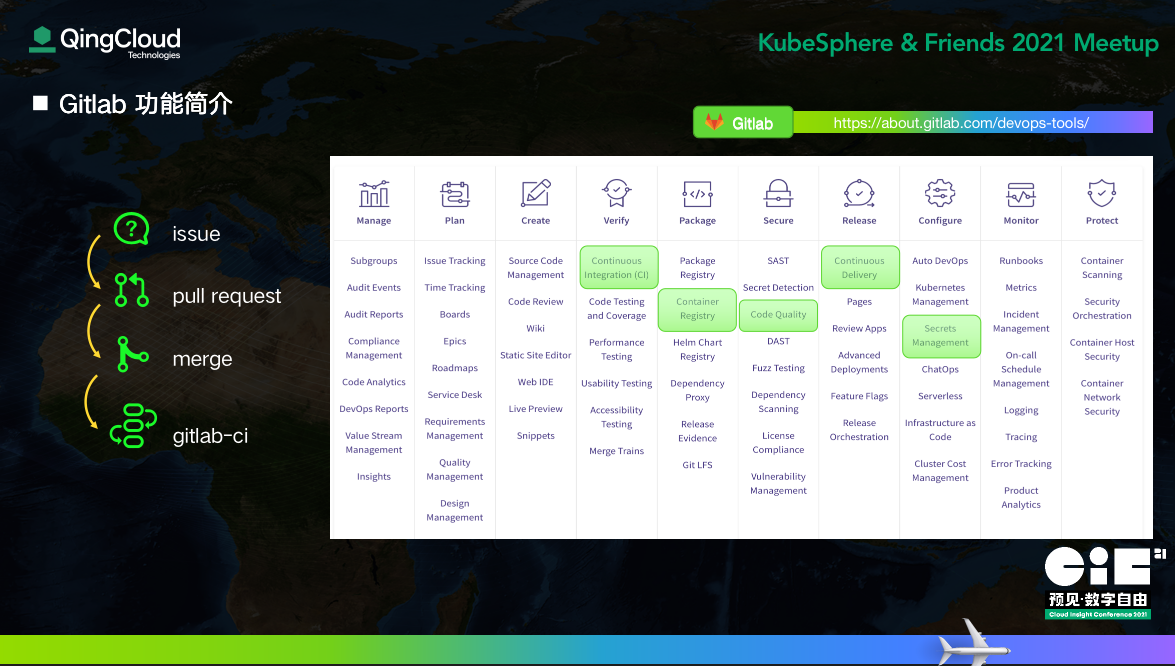 QingCloud
Technologies
KubeSphere & Friends 2021 Meetup
Gitlab 功能简介
Gitlab
https://about.gitlab.com/devops-tools/
issue
pull request
merge
gitlab-ci
Manage
Subgroups
Audit Events
Audit Reports
Compliance
Management
Code Analytics
DevOps Reports
Value Stream
Management
Insights
Plan
Issue Tracking
Time Tracking
Boards
Epics
Roadmaps
Service Desk
Requirements
Management
Quality
Management
Design
Management
Create
Source Code
Management
Code Review
Wiki
Static Site Editor
Web IDE
Live Preview
Snippets
Verify
Continuous
Integration (CI)
Code Testing
and Coverage
Performance
Testing
Usability Testing
Accessibility
Testing
Merge Trains
Package
Package
Registry
Container
Registry
Helm Chart
Registry
Dependency
Proxy
Release
Evidence
Git LFS
Secure
SAST
Secret Detection
Code Quality
DAST
Fuzz Testing
Dependency
Scanning
License
Compliance
Vulnerability
Management
Release
Continuous
Delivery
Pages
Review Apps
Advanced
Deployments
Feature Flags
Release
Orchestration
Configure
Auto DevOps
Kubernetes
Management
Secrets
Management
ChatOps
Serverless
Infrastructure as
Code
Cluster Cost
Management
Monitor
Runbooks
Metrics
Incident
Management
On-call
Schedule
Management
Logging
Tracing
Error Tracking
Product
Analytics
Protect
Container
Scanning
Security
Orchestration
Container Host
Security
Container
Network
Security
CiC 21
预见·数字自由
Cloud Insight Conference 2021